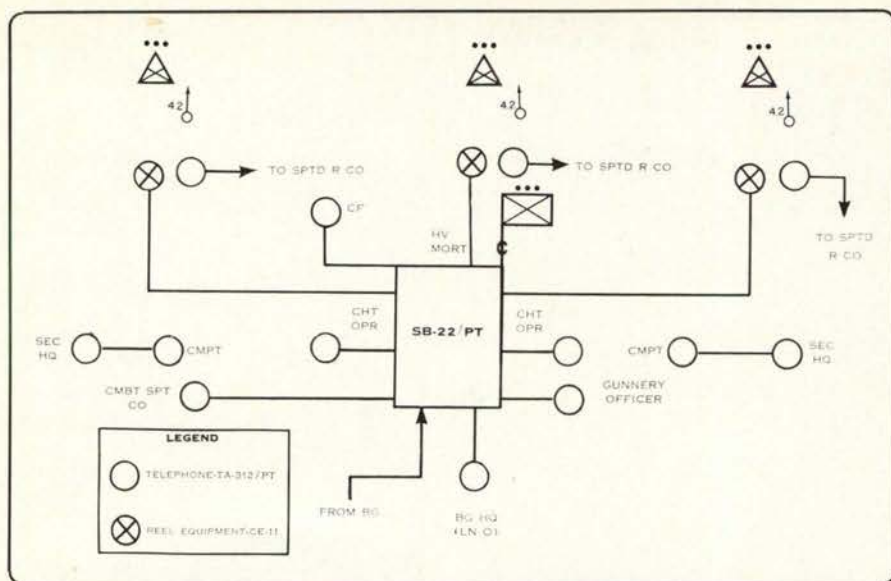 4.2
4.2
4.2
TO SPTD R CO
TO SPTD R CO
TO SPTD
R CO
CF
HV
MORT
CHT
OPR
SB-22/PT
CHT
OPR
SEC
HQ
CMPT
CMPT
SEC
HQ
CMBT SPT
CO
GUNNERY
OFFICER
LEGEND
TELEPHONE-TA-312/PT
REEL EQUIPMENT-CE-11
FROM BG
BG HQ
(LN O)